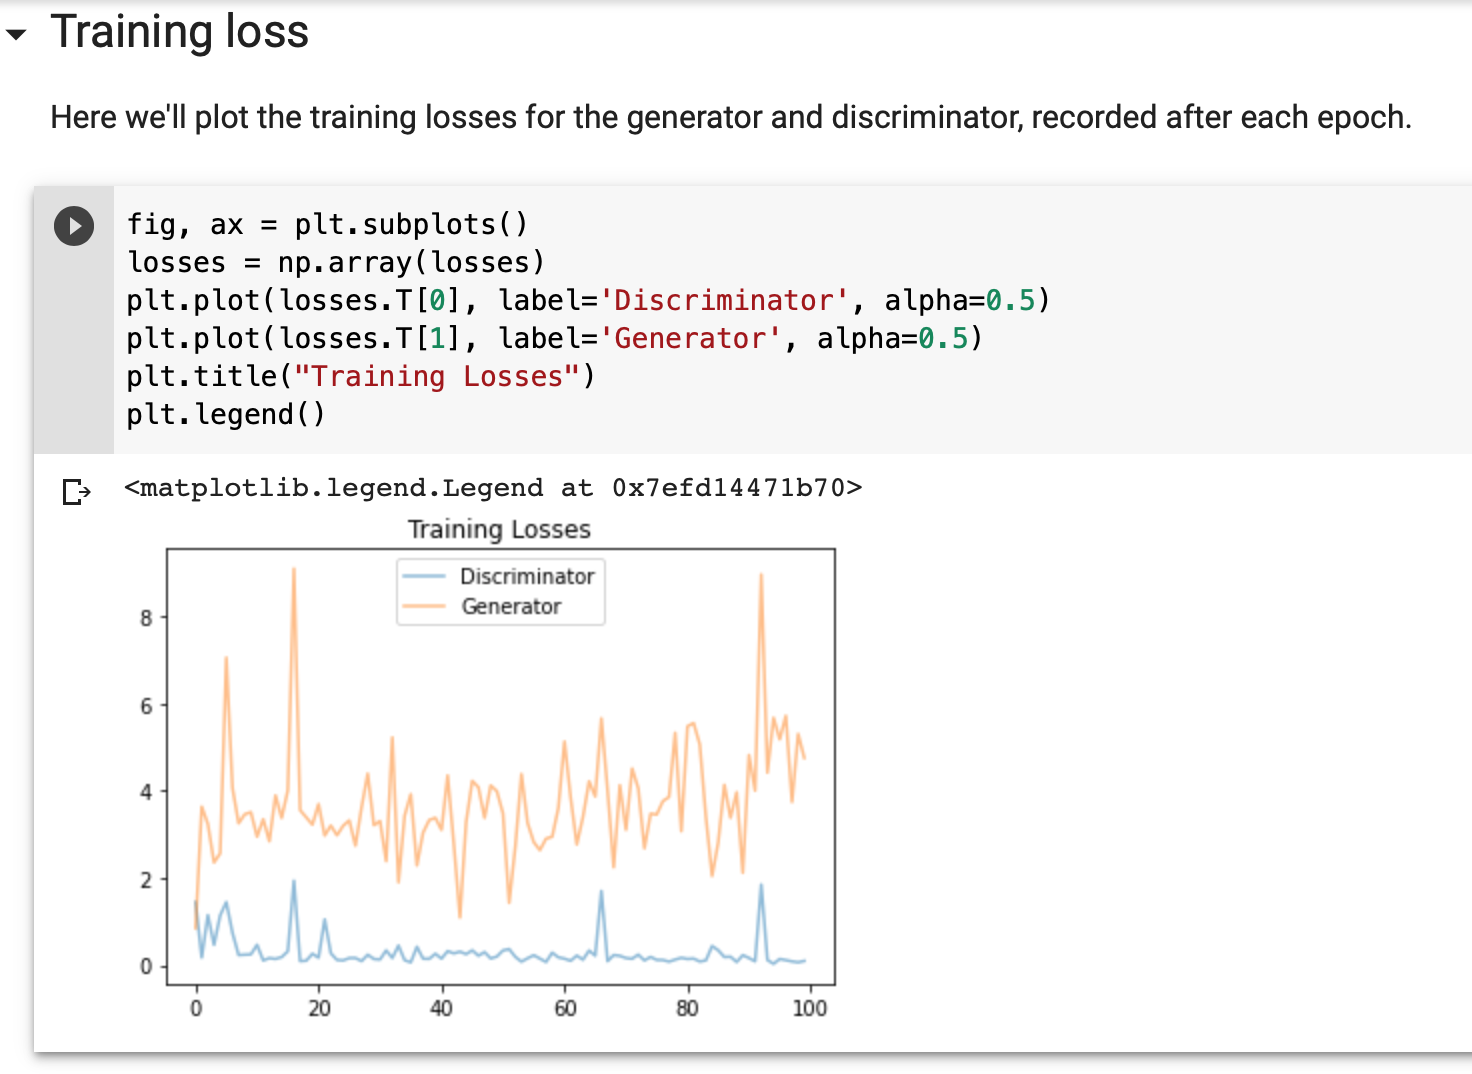 Training loss
Here we'll plot the training losses for the generator and discriminator, recorded after each epoch.
fig, ax = plt.subplots()
losses = np.array(losses)
plt.plot(losses.T[0], label='Discriminator', alpha=0.5)
plt.plot(losses.T[1], label='Generator', alpha=0.5)
plt.title("Training Losses")
plt.legend()
<matplotlib.legend.Legend at 0x7efd14471b70>
Training Losses
Discriminator
Generator
8
6
4
2
0
0 20 40 60 80 100